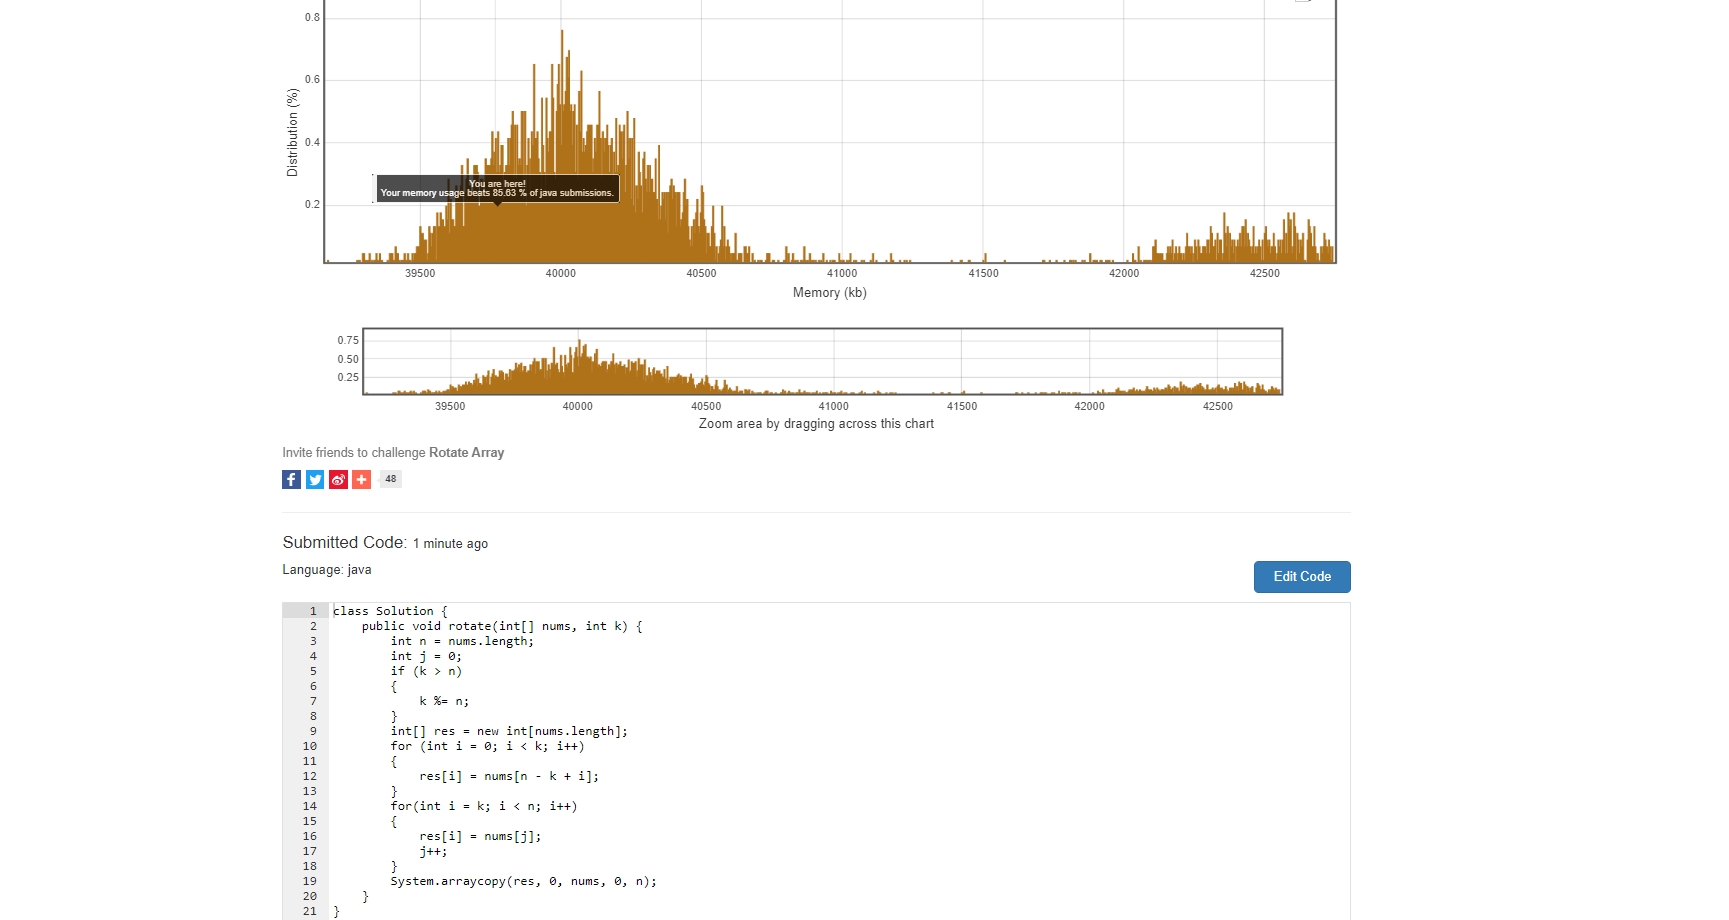 0.8
0.6
0.4
0.2
Distribution (%)
You are here!
Your memory usage beats 85.63 % of java submissions.
39500 40000 40500 41000 41500 42000 42500
Memory (kb)
0.75
0.50
0.25
39500 40000 40500 41000 41500 42000 42500
Zoom area by dragging across this chart
Invite friends to challenge Rotate Array
48
Submitted Code: 1 minute ago
Language: java
Edit Code
1 class Solution {
2     public void rotate(int[] nums, int k) {
3         int n = nums.length;
4         int j = 0;
5         if (k > n)
6         {
7             k %= n;
8         }
9         int[] res = new int[nums.length];
10         for (int i = 0; i < k; i++)
11         {
12             res[i] = nums[n - k + i];
13         }
14         for(int i = k; i < n; i++)
15         {
16             res[i] = nums[j];
17             j++;
18         }
19         System.arraycopy(res, 0, nums, 0, n);
20     }
21 }